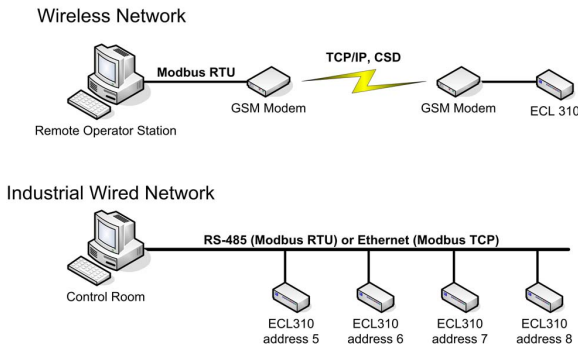 Wireless Network
Modbus RTU
TCP/IP, CSD
GSM Modem
GSM Modem
ECL 310
Remote Operator Station
Industrial Wired Network
RS-485 (Modbus RTU) or Ethernet (Modbus TCP)
Control Room
ECL310
address 5
ECL310
address 6
ECL310
address 7
ECL310
address 8